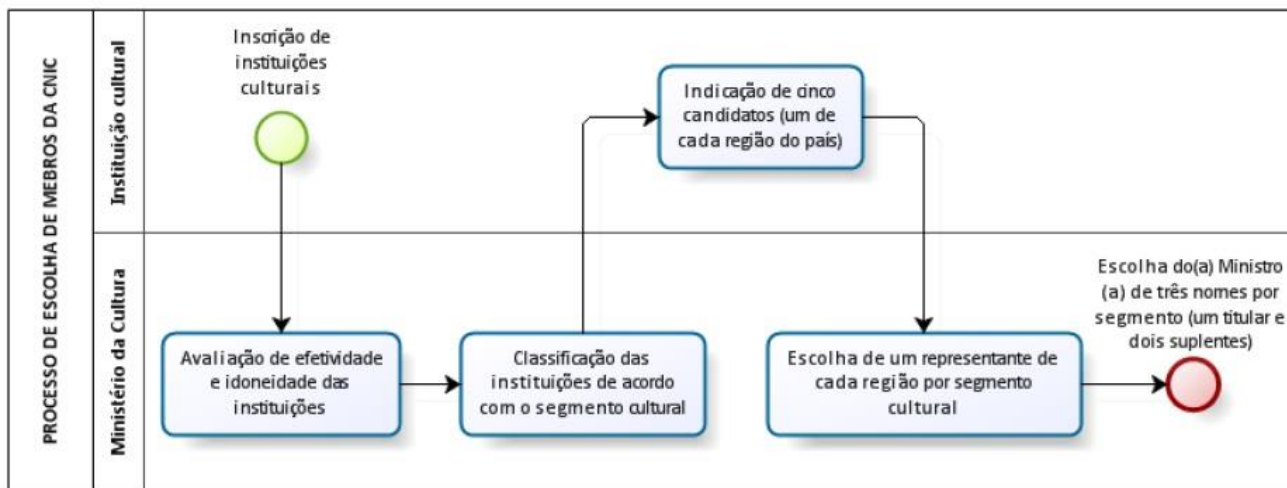 PROCESSO DE ESCOLHA DE MEBROS DA CNIC
Instituição cultural
Inscrição de
instituições
culturais
Indicação de cinco
candidatos (um de
cada região do país)
Ministério da Cultura
Avaliação de efetividade
e idoneidade das
instituições
Classificação das
instituições de acordo
com o segmento cultural
Escolha de um representante de
cada região por segmento
cultural
Escolha do(a) Ministro
(a) de três nomes por
segmento (um titular e
dois suplentes)